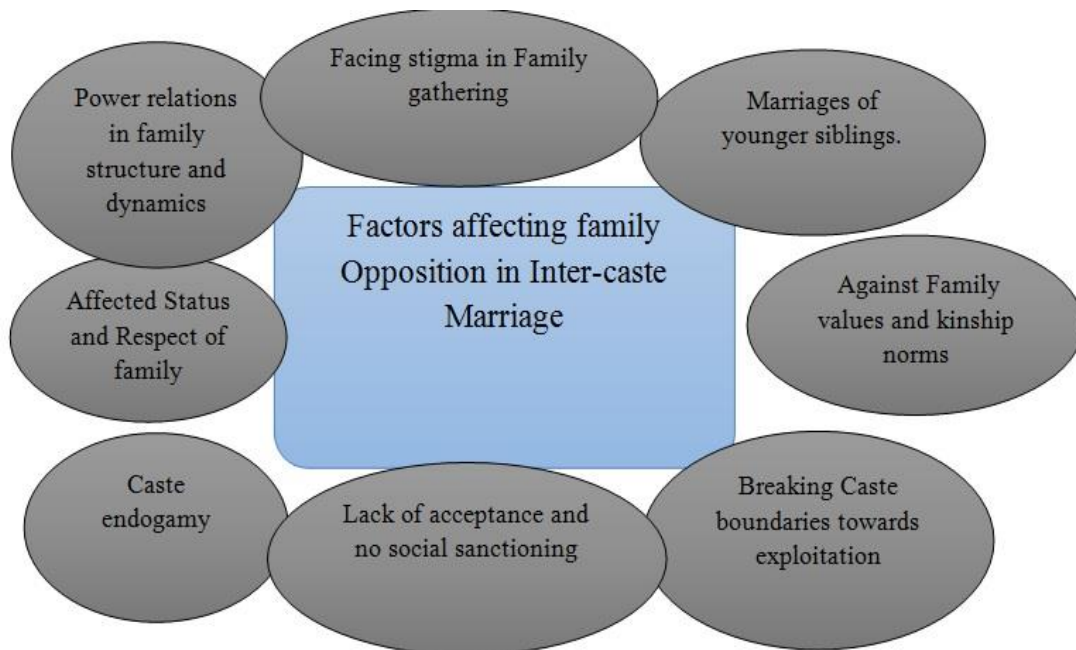 Factors affecting family
Opposition in Inter-caste
Marriage
Facing stigma in Family
gathering
Marriages of
younger siblings.
Against Family
values and kinship
norms
Breaking Caste
boundaries towards
exploitation
Lack of acceptance and
no social sanctioning
Caste
endogamy
Affected Status
and Respect of
family
Power relations
in family
structure and
dynamics